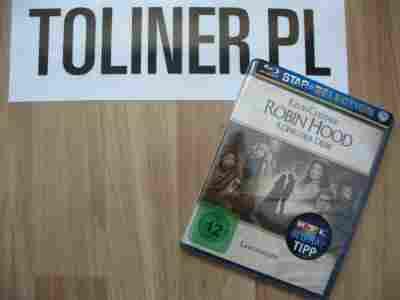 TOLINER.PL
STAR SELECTION
KEVIN COSTNER
ROBIN HOOD
KÖNIG DER DIEBE
12
TIPP